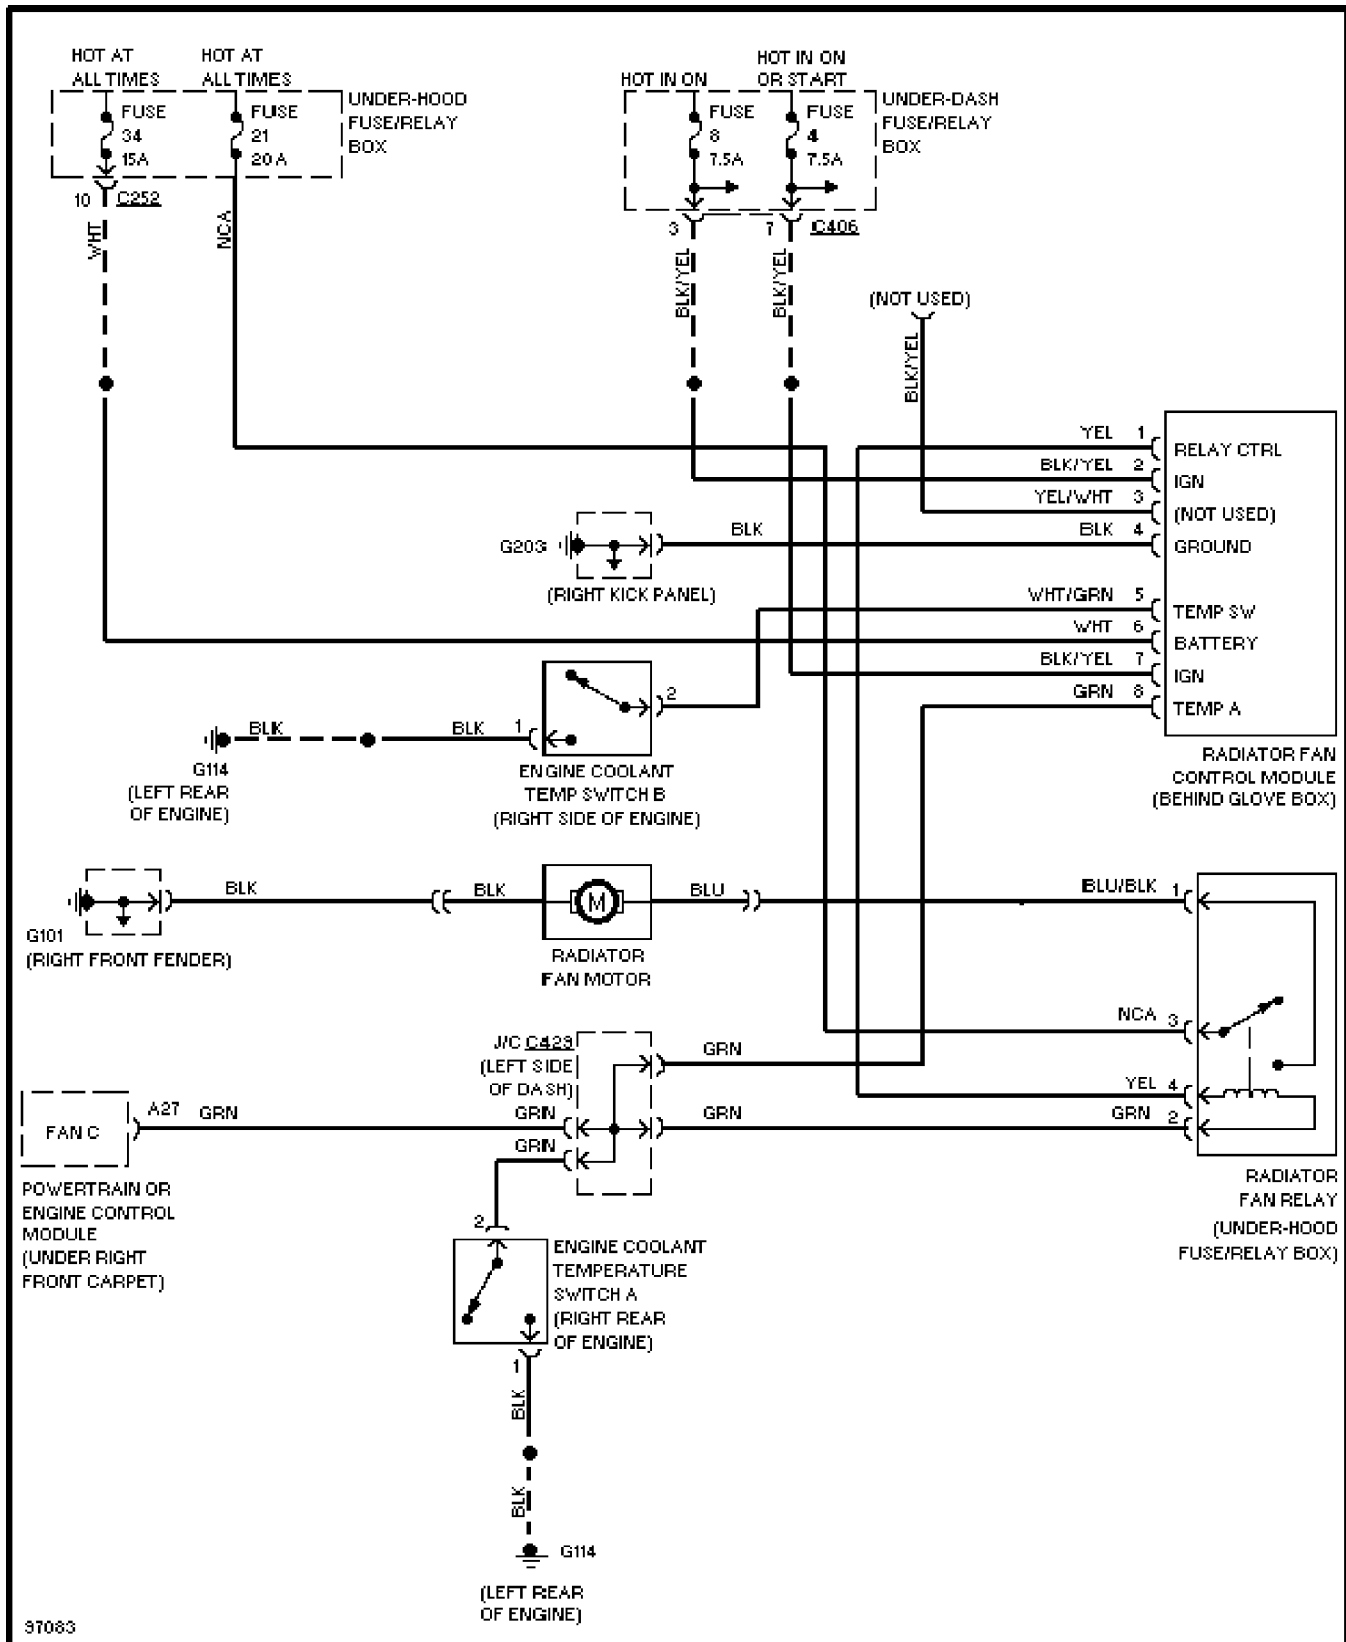 HOT AT
ALL TIMES
HOT AT
ALL TIMES
HOT IN ON
HOT IN ON
OR START
FUSE
34
15A
FUSE
21
20 A
UNDER-HOOD
FUSE/RELAY
BOX
FUSE
8
7.5A
FUSE
4
7.5A
UNDER-DASH
FUSE/RELAY
BOX
10
C252
3
7
C406
WHT
NCA
BLK/YEL
BLK/YEL
(NOT USED)
BLK/YEL
YEL 1
RELAY CTRL
BLK/YEL 2
IGN
YEL/WHT 3
(NOT USED)
BLK
BLK 4
GROUND
G203
(RIGHT KICK PANEL)
WHT/GRN 5
TEMP SW
WHT 6
BATTERY
BLK/YEL 7
IGN
GRN 8
TEMP A
2
BLK
BLK
1
G114
(LEFT REAR
OF ENGINE)
ENGINE COOLANT
TEMP SWITCH B
(RIGHT SIDE OF ENGINE)
RADIATOR FAN
CONTROL MODULE
(BEHIND GLOVE BOX)
BLK
BLK
M
BLU
BLU/BLK 1
G101
(RIGHT FRONT FENDER)
RADIATOR
FAN MOTOR
NCA 3
J/C C423
(LEFT SIDE
OF DASH)
GRN
YEL 4
FAN C
A27
GRN
GRN
GRN
GRN 2
GRN
POWERTRAIN OR
ENGINE CONTROL
MODULE
(UNDER RIGHT
FRONT CARPET)
RADIATOR
FAN RELAY
(UNDER-HOOD
FUSE/RELAY BOX)
2
ENGINE COOLANT
TEMPERATURE
SWITCH A
(RIGHT REAR
OF ENGINE)
1
BLK
BLK
G114
(LEFT REAR
OF ENGINE)
97083